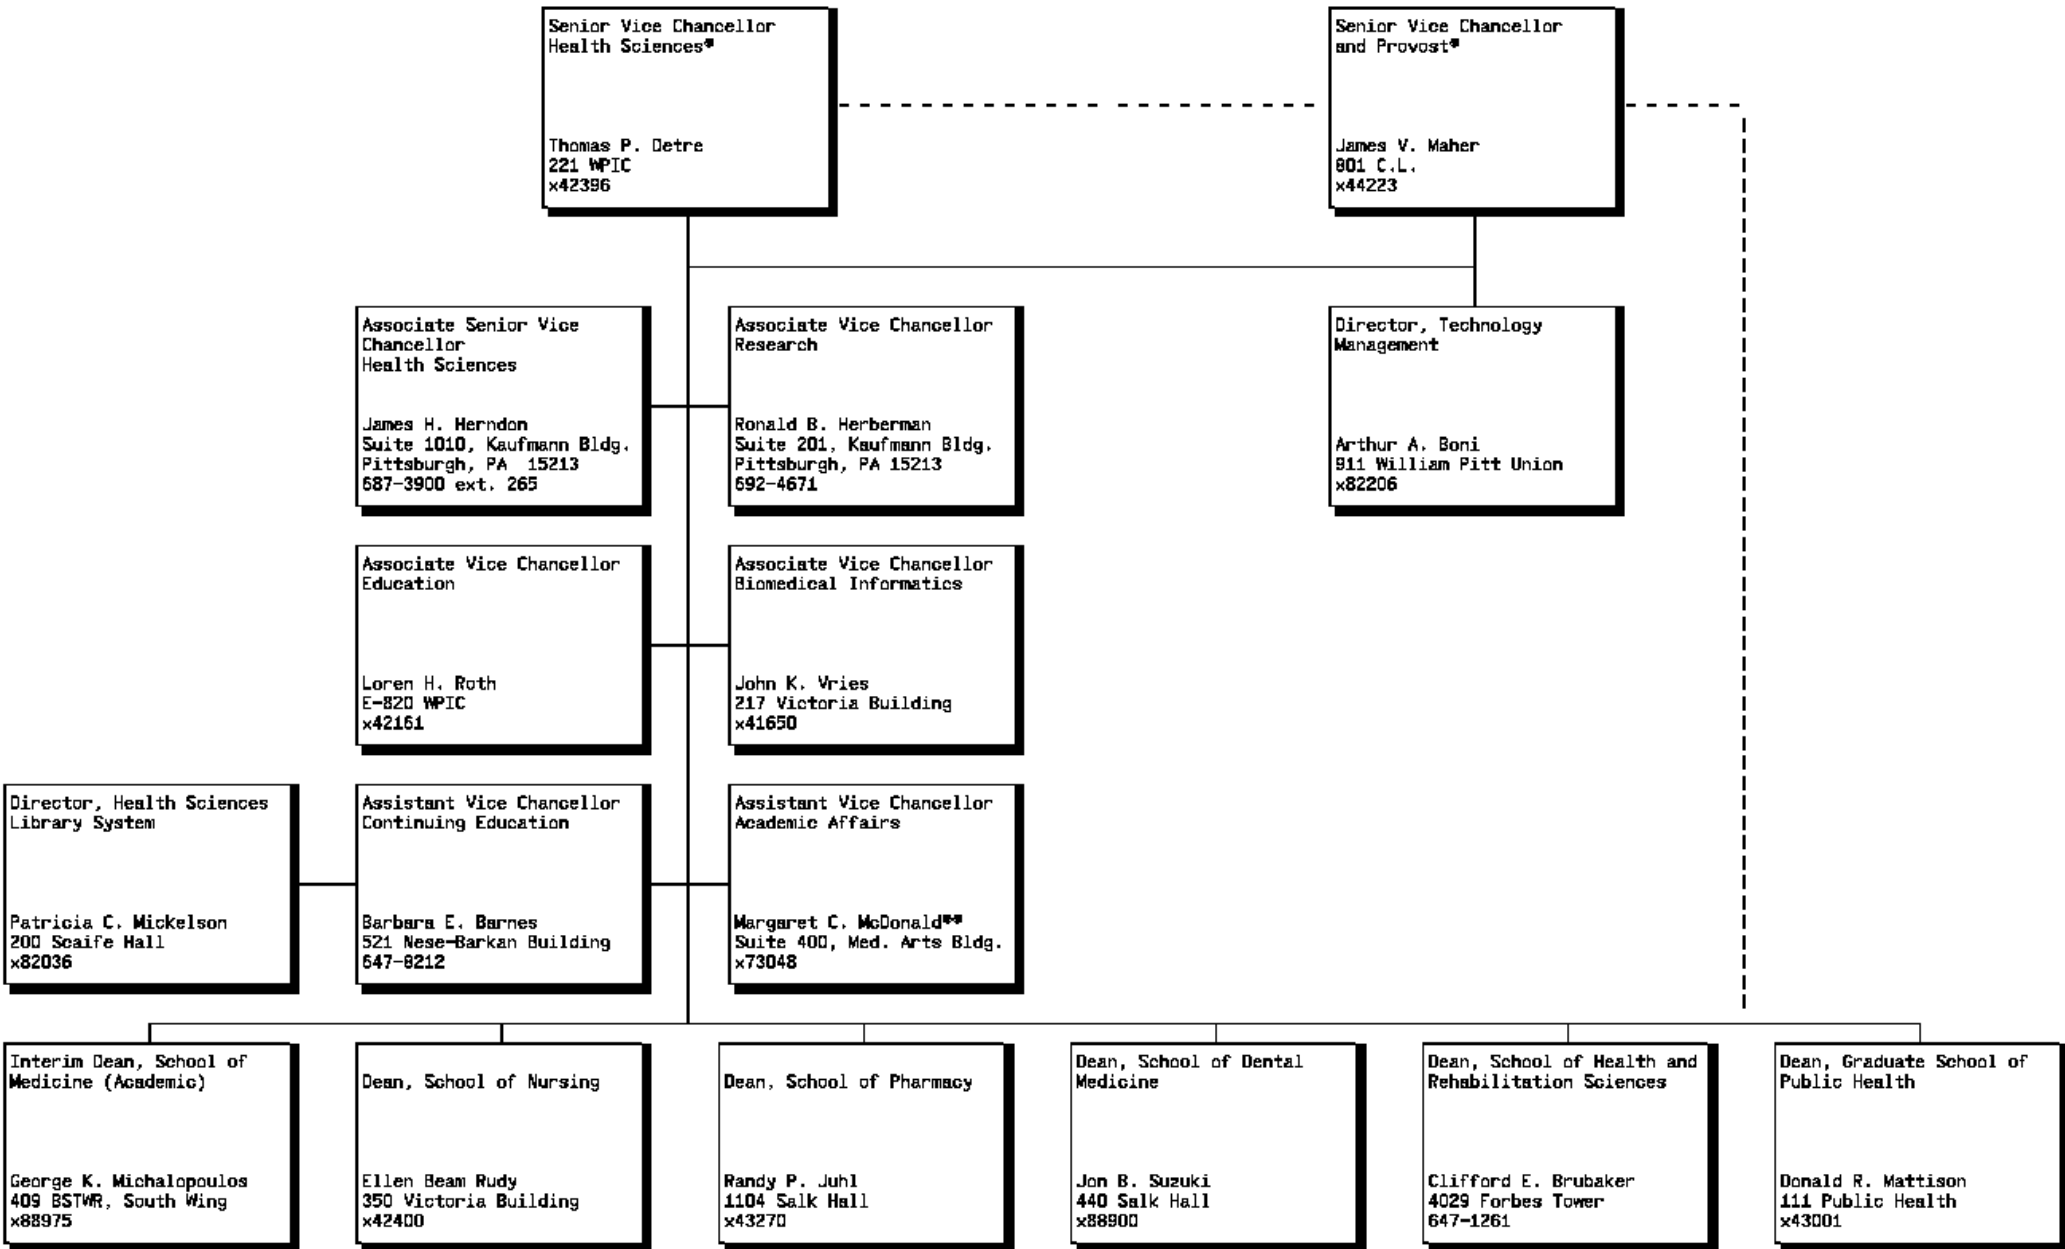 Senior Vice Chancellor
Health Sciences*
Thomas P. Detre
221 WPIC
x42396
Senior Vice Chancellor
and Provost*
James V. Maher
801 C.L.
x44223
Associate Senior Vice
Chancellor
Health Sciences
James H. Herndon
Suite 1010, Kaufmann Bldg.
Pittsburgh, PA  15213
687-3900 ext. 265
Associate Vice Chancellor
Research
Ronald B. Herberman
Suite 201, Kaufmann Bldg.
Pittsburgh, PA 15213
692-4671
Director, Technology
Management
Arthur A. Boni
911 William Pitt Union
x82206
Associate Vice Chancellor
Education
Loren H. Roth
E-820 WPIC
x42161
Associate Vice Chancellor
Biomedical Informatics
John K. Vries
217 Victoria Building
x41650
Director, Health Sciences
Library System
Patricia C. Mickelson
200 Scaife Hall
x82036
Assistant Vice Chancellor
Continuing Education
Barbara E. Barnes
521 Nese-Barkan Building
647-8212
Assistant Vice Chancellor
Academic Affairs
Margaret C. McDonald**
Suite 400, Med. Arts Bldg.
x73048
Interim Dean, School of
Medicine (Academic)
George K. Michalopoulos
409 BSTWR, South Wing
x88975
Dean, School of Nursing
Ellen Beam Rudy
350 Victoria Building
x42400
Dean, School of Pharmacy
Randy P. Juhl
1104 Salk Hall
x43270
Dean, School of Dental
Medicine
Jon B. Suzuki
440 Salk Hall
x88900
Dean, School of Health and
Rehabilitation Sciences
Clifford E. Brubaker
4029 Forbes Tower
647-1261
Dean, Graduate School of
Public Health
Donald R. Mattison
111 Public Health
x43001